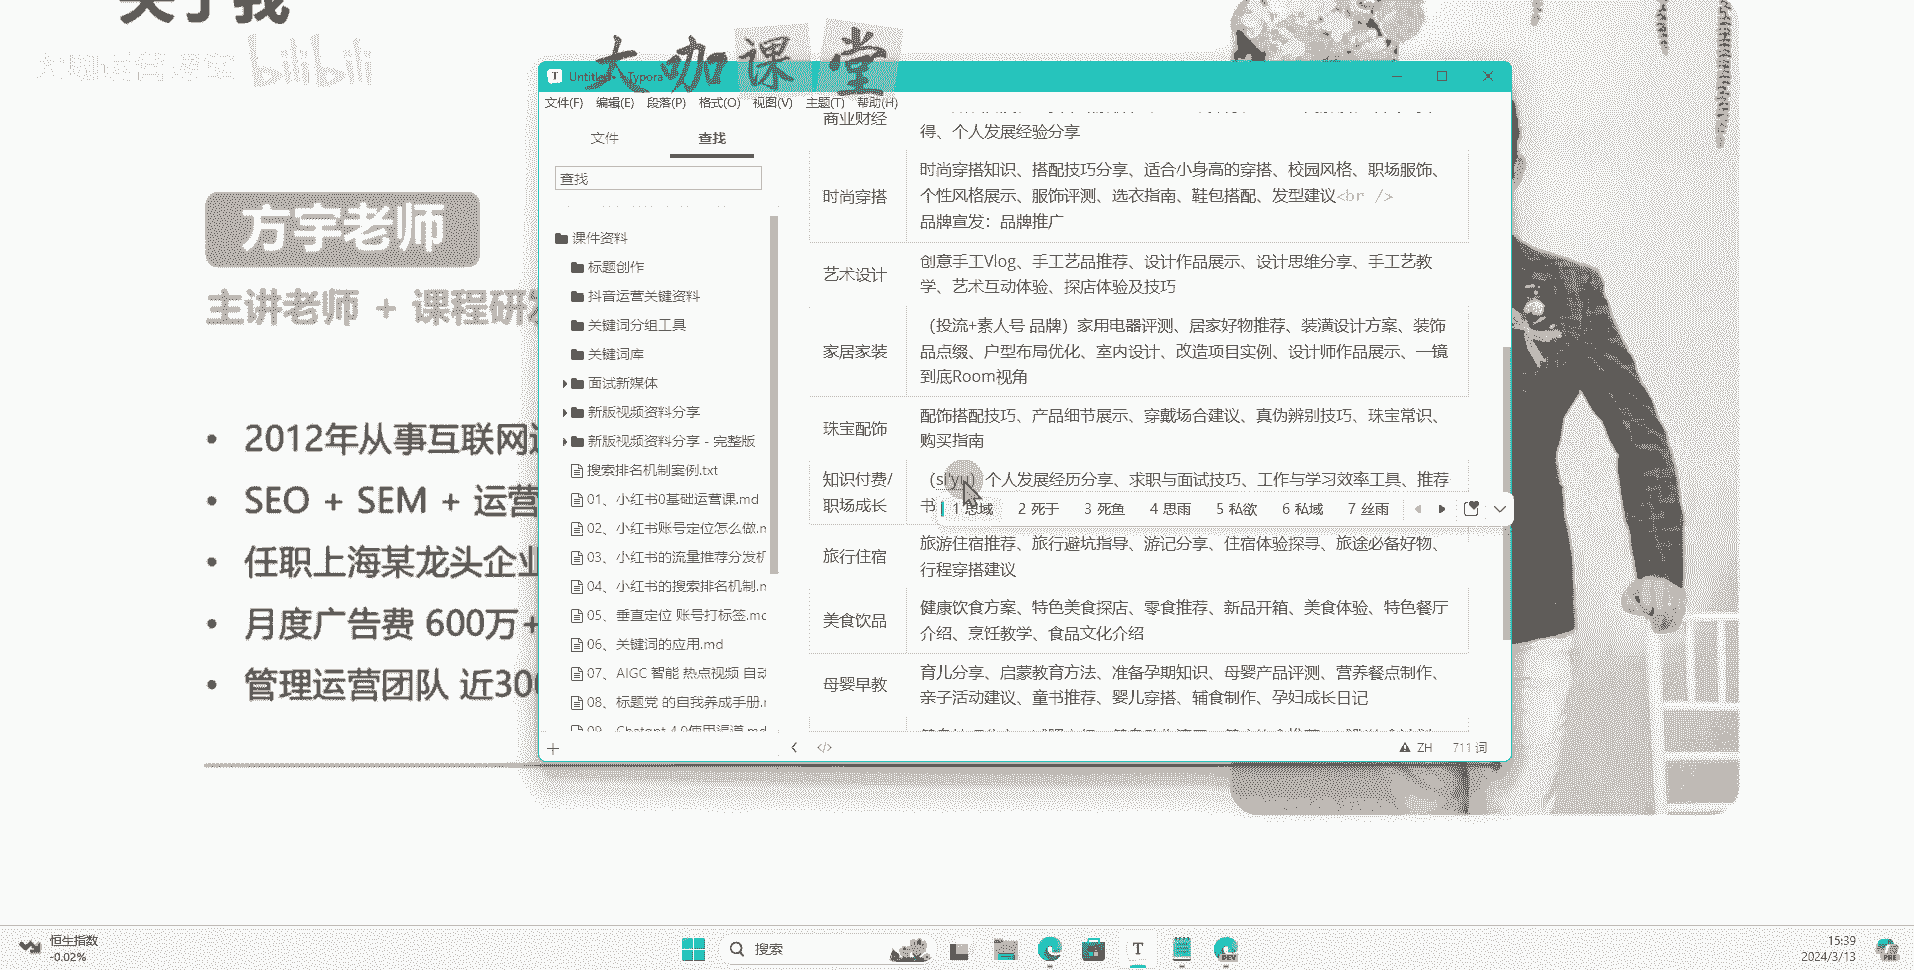 关于我
bilibili
大咖课堂
方宇老师
主讲老师 + 课程研发
2012年从事互联网
SEO + SEM + 运营
任职上海某龙头企业
月度广告费 600万+
管理运营团队 近300
Typora
文件(F) 编辑(E) 段落(P) 格式(O) 视图(V) 主题(T) 帮助(H)
文件 查找
查找
课件资料
标题创作
抖音运营关键资料
关键词分组工具
关键词库
面试新媒体
新版视频资料分享
新版视频资料分享 - 完整版
搜索排名机制案例.txt
01、小红书0基础运营课.md
02、小红书账号定位怎么做.m
03、小红书的流量推荐分发机
04、小红书的搜索排名机制.m
05、垂直定位 账号打标签.mc
06、关键词的应用.md
07、AIGC 智能 热点视频 自动
08、标题党 的自我养成手册.r
09、Chatgpt 4.0使用渠道.md
商业财经
得、个人发展经验分享
时尚穿搭
时尚穿搭知识、搭配技巧分享、适合小身高的穿搭、校园风格、职场服饰、
个性风格展示、服饰评测、选衣指南、鞋包搭配、发型建议<br />
品牌宣发：品牌推广
艺术设计
创意手工Vlog、手工艺品推荐、设计作品展示、设计思维分享、手工艺教
学、艺术互动体验、探店体验及技巧
家居家装
（投流+素人号 品牌）家用电器评测、居家好物推荐、装潢设计方案、装饰
品点缀、户型布局优化、室内设计、改造项目实例、设计师作品展示、一镜
到底Room视角
珠宝配饰
配饰搭配技巧、产品细节展示、穿戴场合建议、真伪辨别技巧、珠宝常识、
购买指南
知识付费/
职场成长
（si'yu）个人发展经历分享、求职与面试技巧、工作与学习效率工具、推荐
书
1 思域 2 死于 3 死鱼 4 思雨 5 私欲 6 私域 7 丝雨
旅行住宿
旅游住宿推荐、旅行避坑指导、游记分享、住宿体验探寻、旅途必备好物、
行程穿搭建议
美食饮品
健康饮食方案、特色美食探店、零食推荐、新品开箱、美食体验、特色餐厅
介绍、烹饪教学、食品文化介绍
母婴早教
育儿分享、启蒙教育方法、准备孕期知识、母婴产品评测、营养餐点制作、
亲子活动建议、童书推荐、婴儿穿搭、辅食制作、孕妇成长日记
</> ZH 711 词
恒生指数
-0.02%
搜索
T
DEV
15:39
2024/3/13
PRE